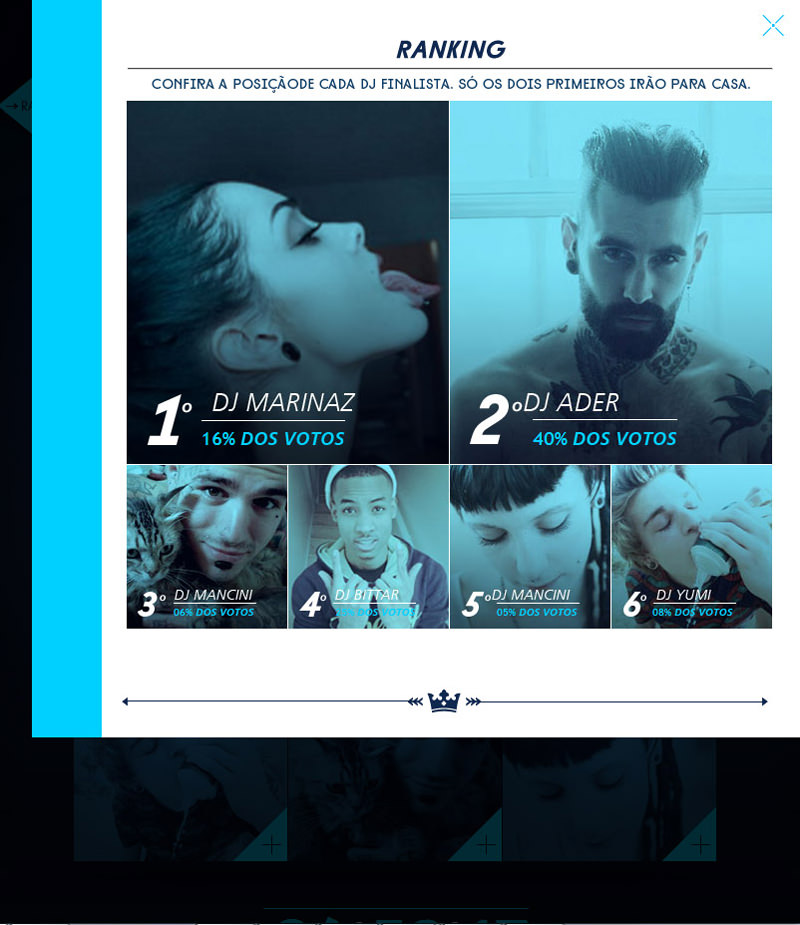 RANKING
CONFIRA A POSIÇÃODE CADA DJ FINALISTA. SÓ OS DOIS PRIMEIROS IRÃO PARA CASA.
1º DJ MARINAZ
16% DOS VOTOS
2º DJ ADER
40% DOS VOTOS
3º DJ MANCINI
06% DOS VOTOS
4º DJ BITTAR
DOS VOTOS
5º DJ MANCINI
05% DOS VOTOS
6º DJ YUMI
08% DOS VOTOS